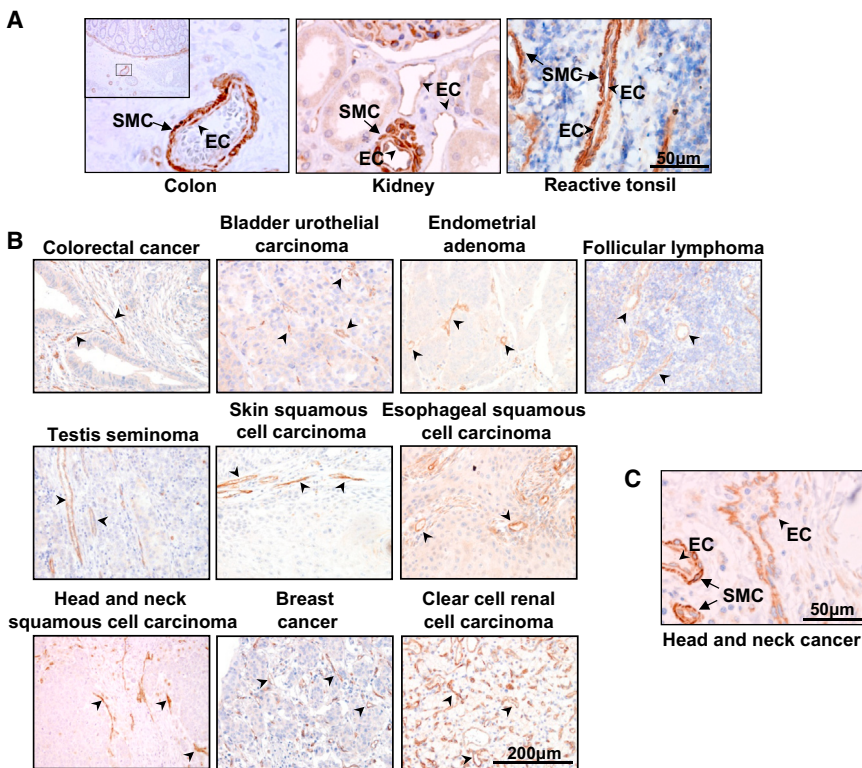 A
SMC
EC
EC
SMC
EC
SMC
EC
EC
50µm
Colon
Kidney
Reactive tonsil
B
Colorectal cancer
Bladder urothelial
carcinoma
Endometrial
adenoma
Follicular lymphoma
Testis seminoma
Skin squamous
cell carcinoma
Esophageal squamous
cell carcinoma
Head and neck
squamous cell carcinoma
Breast
cancer
Clear cell renal
cell carcinoma
200µm
C
EC
EC
SMC
50µm
Head and neck cancer